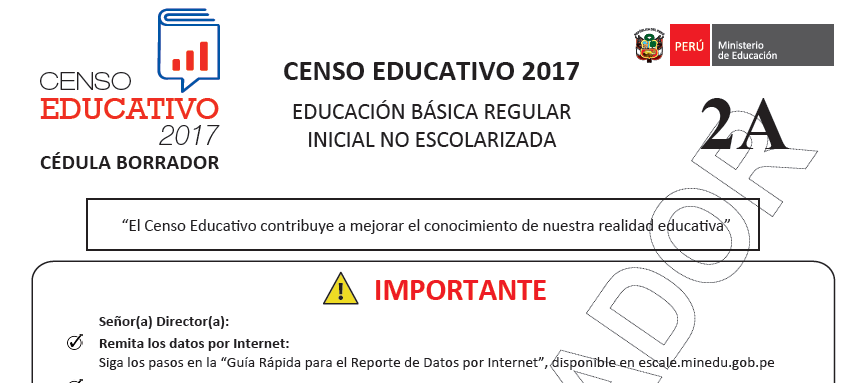 CENSO
EDUCATIVO
2017
CÉDULA BORRADOR
CENSO EDUCATIVO 2017
EDUCACIÓN BÁSICA REGULAR
INICIAL NO ESCOLARIZADA
PERÚ
Ministerio
de Educación
2A
“El Censo Educativo contribuye a mejorar el conocimiento de nuestra realidad educativa”
IMPORTANTE
Señor(a) Director(a):
Remita los datos por Internet:
Siga los pasos en la “Guía Rápida para el Reporte de Datos por Internet”, disponible en escale.minedu.gob.pe
ADOR